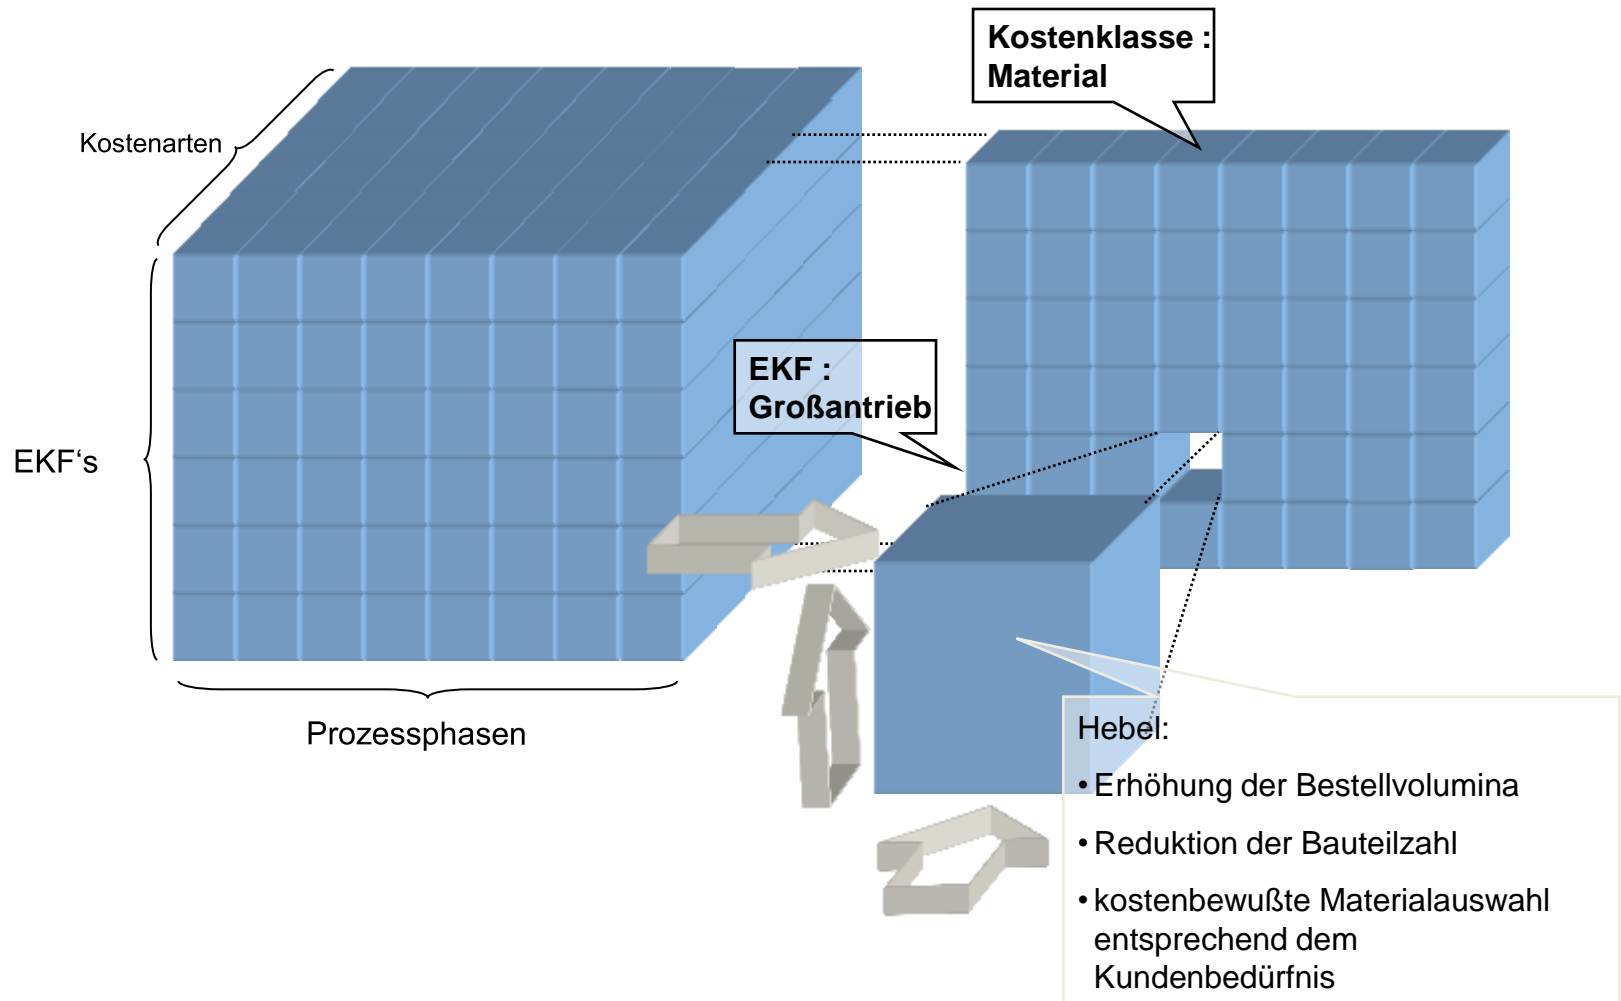 Kostenklasse :
Material
Kostenarten
EKF :
Großantrieb
EKF‘s
Prozessphasen
Hebel:
• Erhöhung der Bestellvolumina
• Reduktion der Bauteilzahl
• kostenbewußte Materialauswahl
entsprechend dem
Kundenbedürfnis